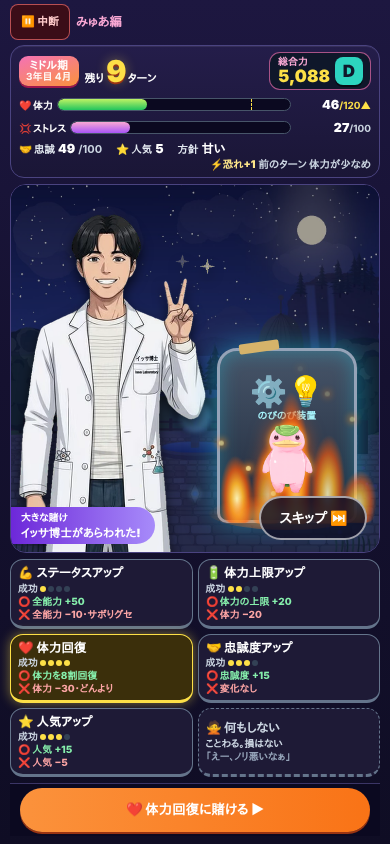 ⏸ 中断 みゅあ編
ミドル期
3年目 4月
残り9ターン
総合力
5,088 D
❤️体力 46/120▲
💢ストレス 27/100
🤝忠誠 49 /100 ⭐人気 5 方針 甘い
⚡恐れ+1 前のターン 体力が少なめ
イッサ博士
のびのび装置
大きな賭け
イッサ博士があらわれた!
スキップ ⏭
💪 ステータスアップ
成功
⭕ 全能力 +50
❌ 全能力 −10・サボりグセ
🔋 体力上限アップ
成功
⭕ 体力の上限 +20
❌ 体力 −20
❤️ 体力回復
成功
⭕ 体力を8割回復
❌ 体力 −30・どんより
🤝 忠誠度アップ
成功
⭕ 忠誠度 +15
❌ 変化なし
⭐ 人気アップ
成功
⭕ 人気 +15
❌ 人気 −5
🙅 何もしない
ことわる。損はない
「えー、ノリ悪いなぁ」
❤️ 体力回復に賭ける ▶